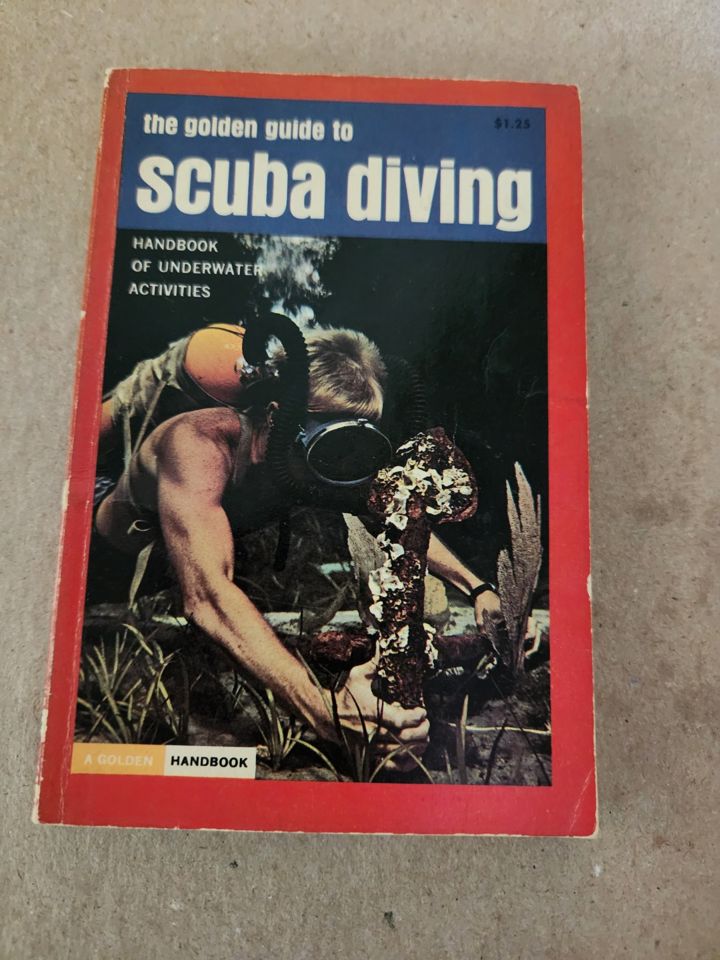 the golden guide to
$1.25
scuba diving
HANDBOOK
OF UNDERWATER
ACTIVITIES
A GOLDEN HANDBOOK